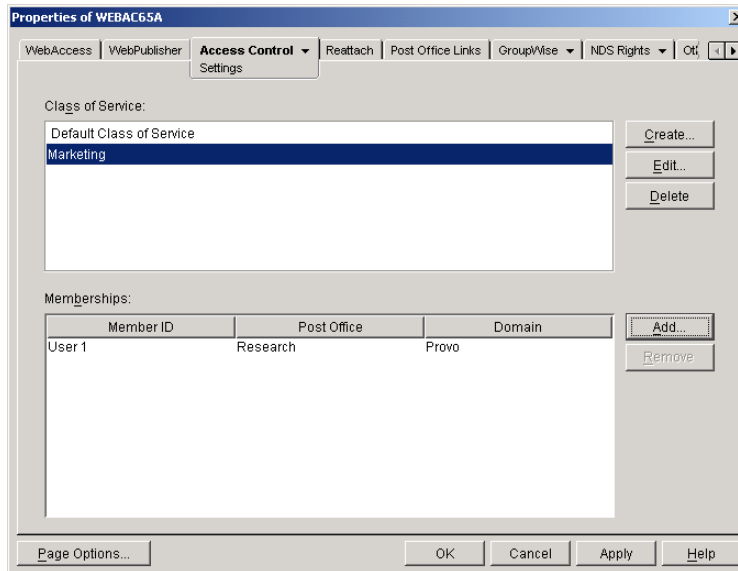 Properties of WEBAC65A
WebAccess WebPublisher Access Control Reattach Post Office Links GroupWise NDS Rights
Settings
Class of Service:
Default Class of Service
Create...
Marketing
Edit...
Delete
Memberships:
Member ID Post Office Domain
Add...
User 1 Research Provo
Remove
Page Options... OK Cancel Apply Help